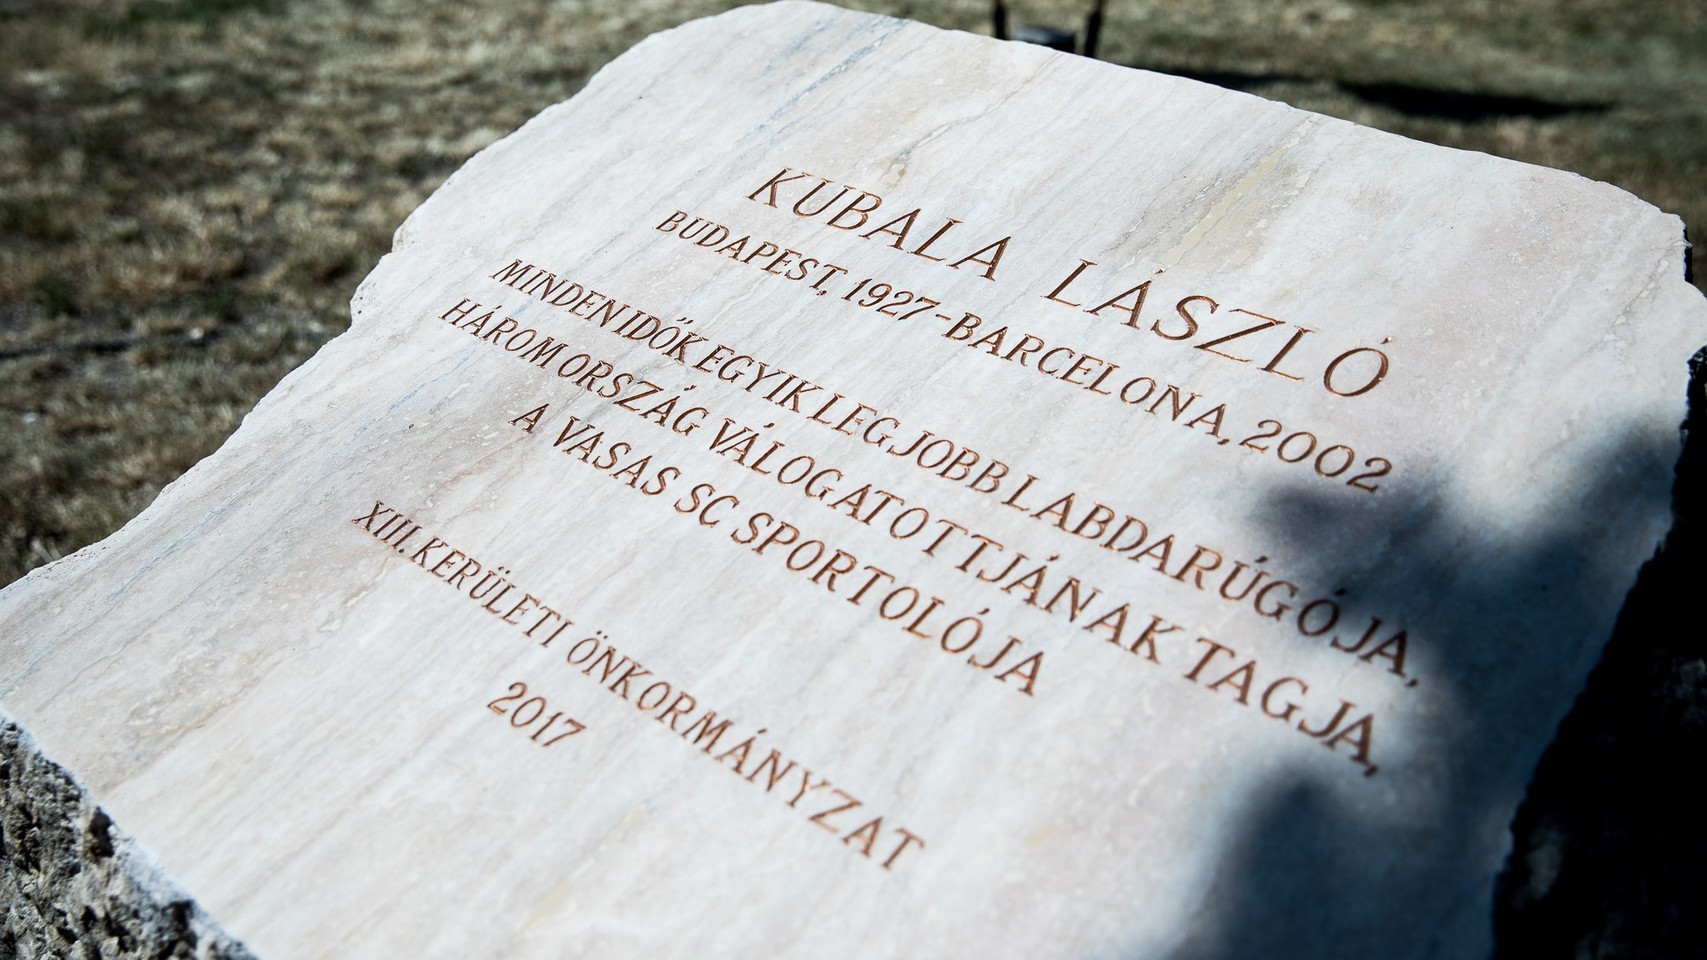 KUBALA LÁSZLÓ
BUDAPEST, 1927-BARCELONA, 2002
MINDEN IDŐK EGYIK LEGJOBB LABDARÚGÓJA,
HÁROM ORSZÁG VÁLOGATOTTJÁNAK TAGJA,
A VASAS SC SPORTOLÓJA
XIII. KERÜLETI ÖNKORMÁNYZAT
2017